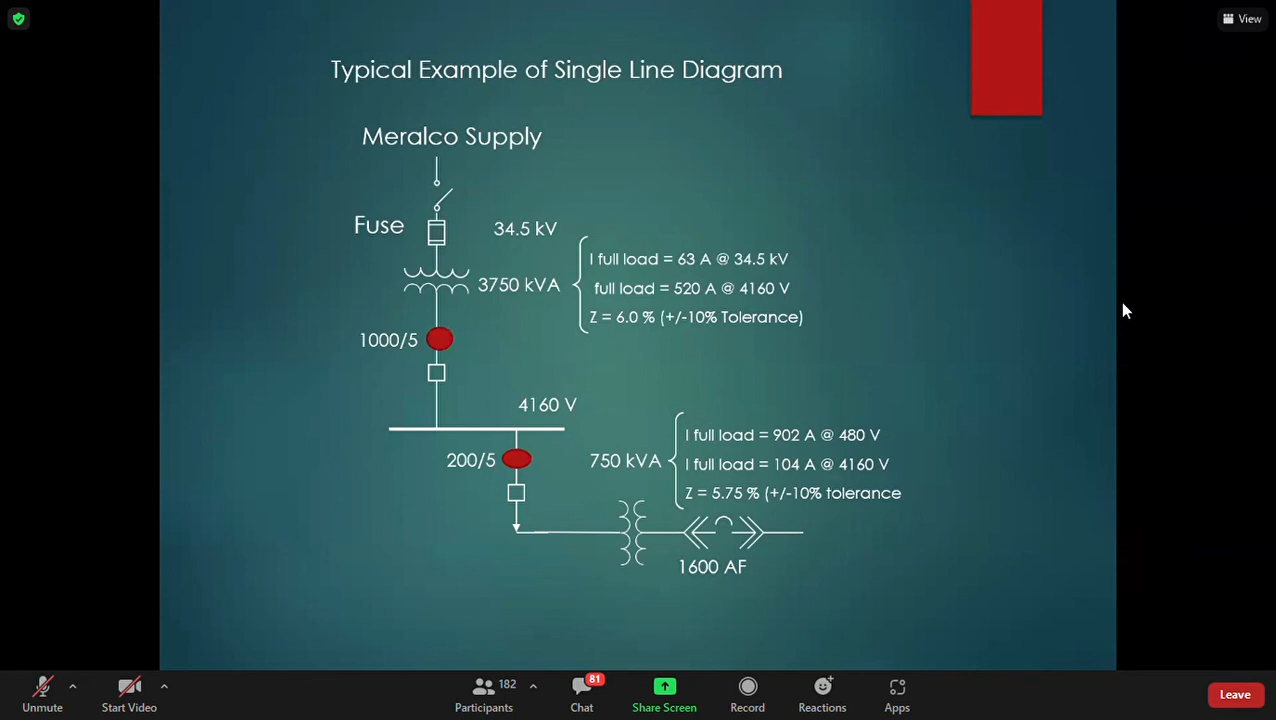 View
Typical Example of Single Line Diagram
Meralco Supply
Fuse
34.5 kV
3750 kVA
I full load = 63 A @ 34.5 kV
full load = 520 A @ 4160 V
Z = 6.0 % (+/-10% Tolerance)
1000/5
4160 V
200/5
750 kVA
I full load = 902 A @ 480 V
I full load = 104 A @ 4160 V
Z = 5.75 % (+/-10% tolerance
1600 AF
Unmute
Start Video
182
Participants
81
Chat
Share Screen
Record
Reactions
Apps
Leave